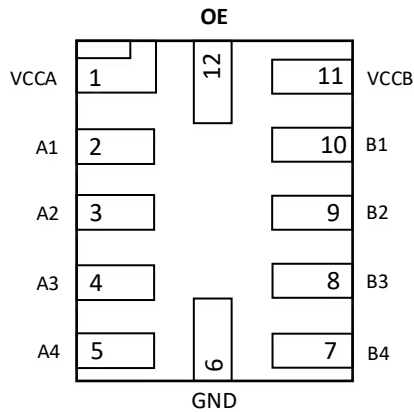 OE
12
VCCA 1 11 VCCB
A1 2 10 B1
A2 3 9 B2
A3 4 8 B3
A4 5 7 B4
6
GND